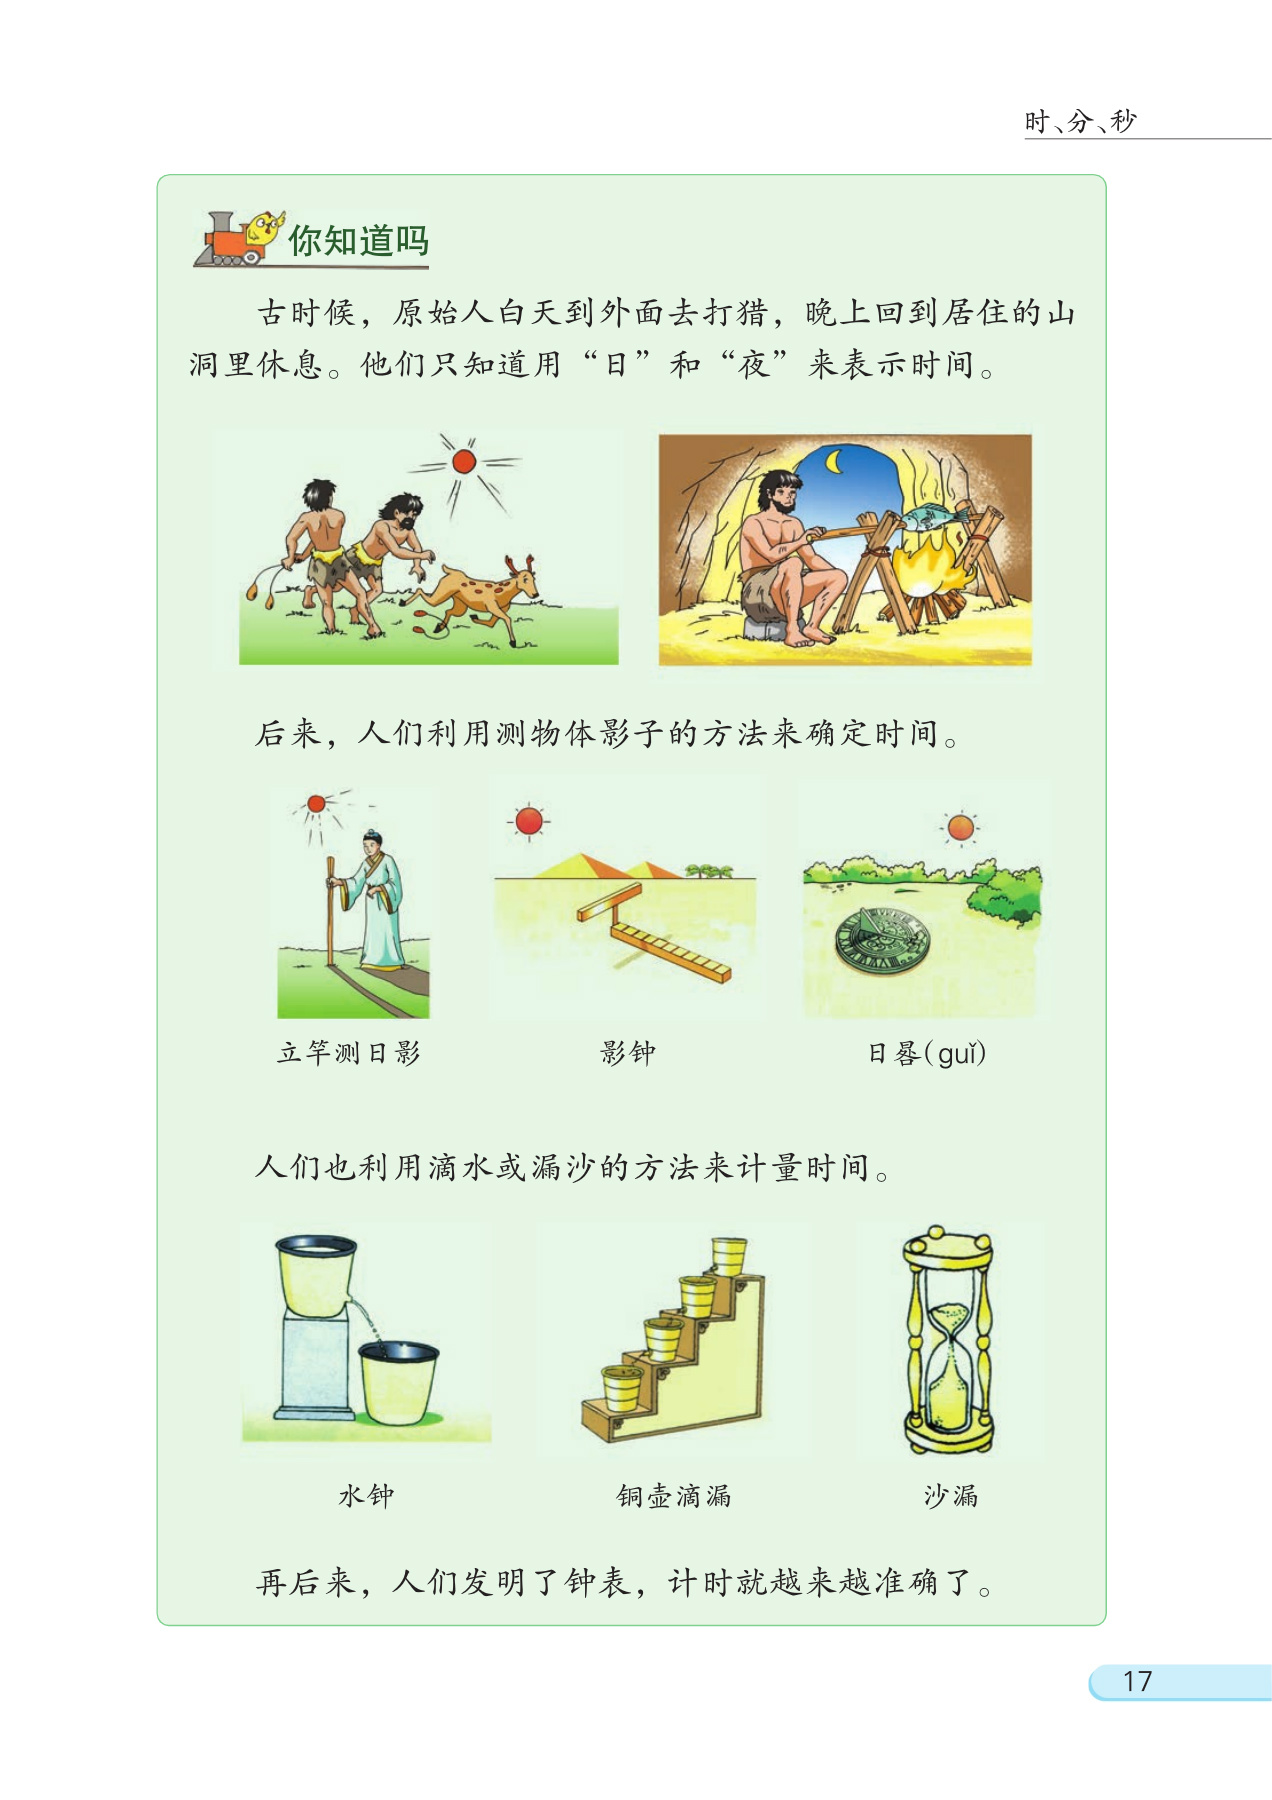 时、分、秒
你知道吗
古时候，原始人白天到外面去打猎，晚上回到居住的山
洞里休息。他们只知道用“日”和“夜”来表示时间。
后来，人们利用测物体影子的方法来确定时间。
立竿测日影
影钟
日晷(guǐ)
人们也利用滴水或漏沙的方法来计量时间。
水钟
铜壶滴漏
沙漏
再后来，人们发明了钟表，计时就越来越准确了。
17